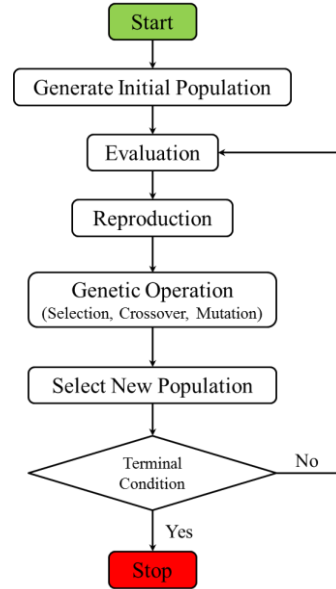 Start
Generate Initial Population
Evaluation
Reproduction
Genetic Operation
(Selection, Crossover, Mutation)
Select New Population
Terminal
Condition
No
Yes
Stop